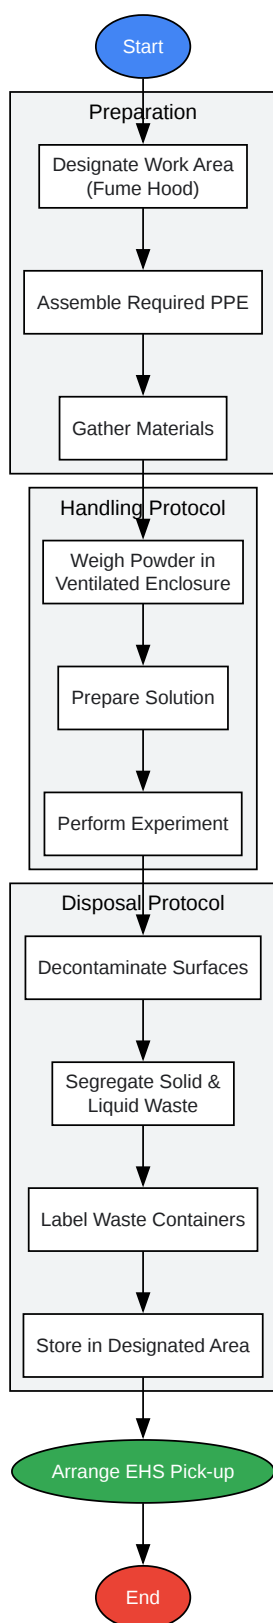 Start
Preparation
Designate Work Area
(Fume Hood)
Assemble Required PPE
Gather Materials
Handling Protocol
Weigh Powder in
Ventilated Enclosure
Prepare Solution
Perform Experiment
Disposal Protocol
Decontaminate Surfaces
Segregate Solid &
Liquid Waste
Label Waste Containers
Store in Designated Area
Arrange EHS Pick-up
End